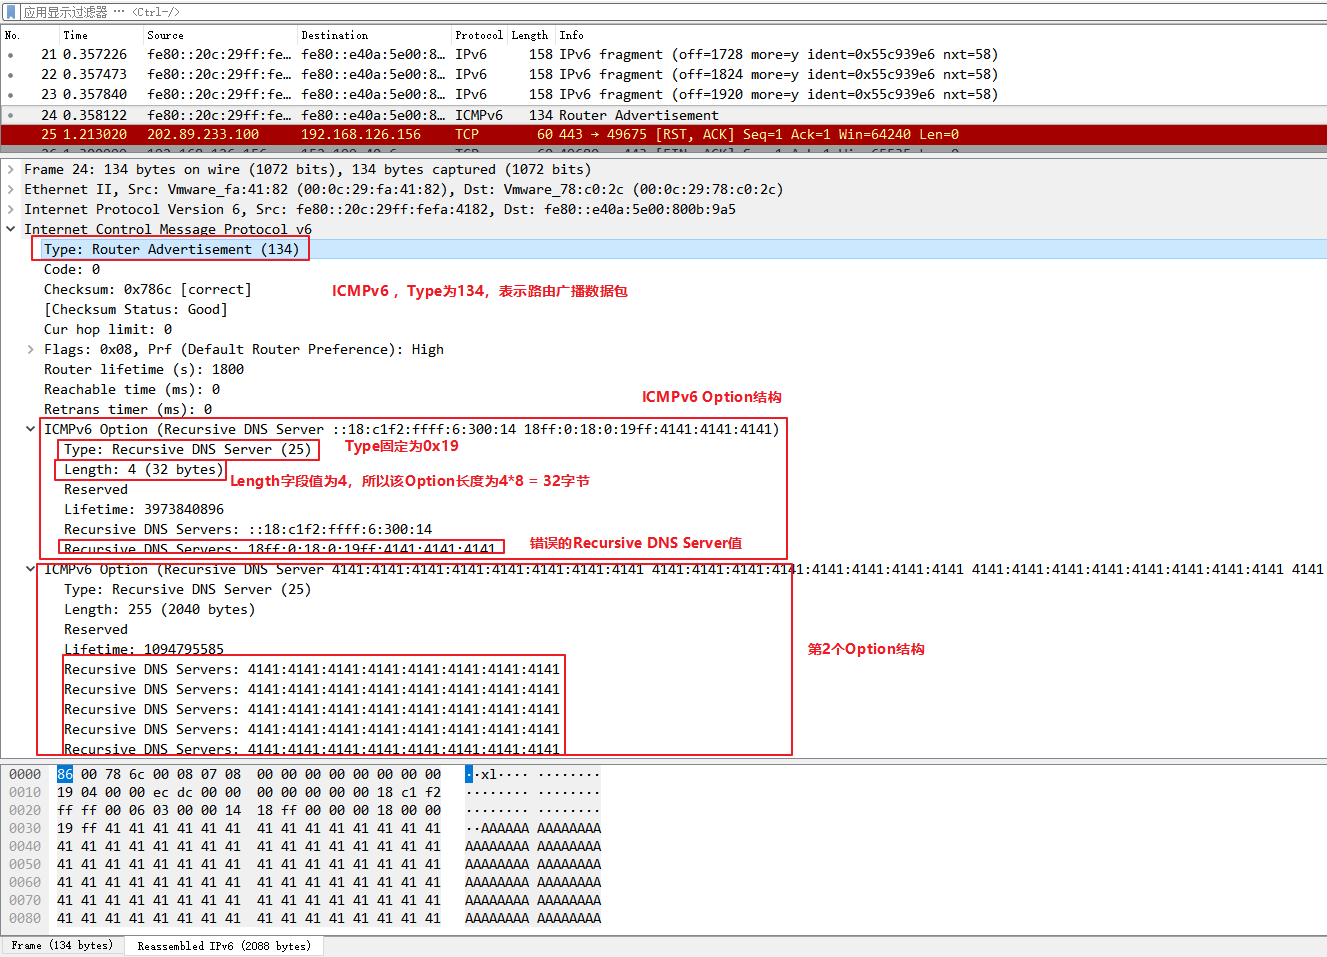 应用显示过滤器 … <Ctrl-/>
No. Time Source Destination Protocol Length Info
21 0.357226 fe80::20c:29ff:fe… fe80::e40a:5e00:8… IPv6 158 IPv6 fragment (off=1728 more=y ident=0x55c939e6 nxt=58)
22 0.357473 fe80::20c:29ff:fe… fe80::e40a:5e00:8… IPv6 158 IPv6 fragment (off=1824 more=y ident=0x55c939e6 nxt=58)
23 0.357840 fe80::20c:29ff:fe… fe80::e40a:5e00:8… IPv6 158 IPv6 fragment (off=1920 more=y ident=0x55c939e6 nxt=58)
24 0.358122 fe80::20c:29ff:fe… fe80::e40a:5e00:8… ICMPv6 134 Router Advertisement
25 1.213020 202.89.233.100 192.168.126.156 TCP 60 443 → 49675 [RST, ACK] Seq=1 Ack=1 Win=64240 Len=0
Frame 24: 134 bytes on wire (1072 bits), 134 bytes captured (1072 bits)
Ethernet II, Src: Vmware_fa:41:82 (00:0c:29:fa:41:82), Dst: Vmware_78:c0:2c (00:0c:29:78:c0:2c)
Internet Protocol Version 6, Src: fe80::20c:29ff:fefa:4182, Dst: fe80::e40a:5e00:800b:9a5
Internet Control Message Protocol v6
Type: Router Advertisement (134)
Code: 0
Checksum: 0x786c [correct]
ICMPv6 ，Type为134，表示路由广播数据包
[Checksum Status: Good]
Cur hop limit: 0
Flags: 0x08, Prf (Default Router Preference): High
Router lifetime (s): 1800
Reachable time (ms): 0
ICMPv6 Option结构
Retrans timer (ms): 0
ICMPv6 Option (Recursive DNS Server ::18:c1f2:ffff:6:300:14 18ff:0:18:0:19ff:4141:4141:4141)
Type: Recursive DNS Server (25)
Type固定为0x19
Length: 4 (32 bytes)
Length字段值为4，所以该Option长度为4*8 = 32字节
Reserved
Lifetime: 3973840896
Recursive DNS Servers: ::18:c1f2:ffff:6:300:14
Recursive DNS Servers: 18ff:0:18:0:19ff:4141:4141:4141
错误的Recursive DNS Server值
ICMPv6 Option (Recursive DNS Server 4141:4141:4141:4141:4141:4141:4141:4141 4141:4141:4141:4141:4141:4141:4141:4141 4141:4141:4141:4141:4141:4141:4141:4141 4141
Type: Recursive DNS Server (25)
Length: 255 (2040 bytes)
Reserved
Lifetime: 1094795585
第2个Option结构
Recursive DNS Servers: 4141:4141:4141:4141:4141:4141:4141:4141
Recursive DNS Servers: 4141:4141:4141:4141:4141:4141:4141:4141
Recursive DNS Servers: 4141:4141:4141:4141:4141:4141:4141:4141
Recursive DNS Servers: 4141:4141:4141:4141:4141:4141:4141:4141
Recursive DNS Servers: 4141:4141:4141:4141:4141:4141:4141:4141
0000 86 00 78 6c 00 08 07 08 00 00 00 00 00 00 00 00 ··xl···· ········
0010 19 04 00 00 ec dc 00 00 00 00 00 00 00 18 c1 f2 ········ ········
0020 ff ff 00 06 03 00 00 14 18 ff 00 00 00 18 00 00 ········ ········
0030 19 ff 41 41 41 41 41 41 41 41 41 41 41 41 41 41 ··AAAAAA AAAAAAAA
0040 41 41 41 41 41 41 41 41 41 41 41 41 41 41 41 41 AAAAAAAA AAAAAAAA
0050 41 41 41 41 41 41 41 41 41 41 41 41 41 41 41 41 AAAAAAAA AAAAAAAA
0060 41 41 41 41 41 41 41 41 41 41 41 41 41 41 41 41 AAAAAAAA AAAAAAAA
0070 41 41 41 41 41 41 41 41 41 41 41 41 41 41 41 41 AAAAAAAA AAAAAAAA
0080 41 41 41 41 41 41 41 41 41 41 41 41 41 41 41 41 AAAAAAAA AAAAAAAA
Frame (134 bytes) Reassembled IPv6 (2088 bytes)